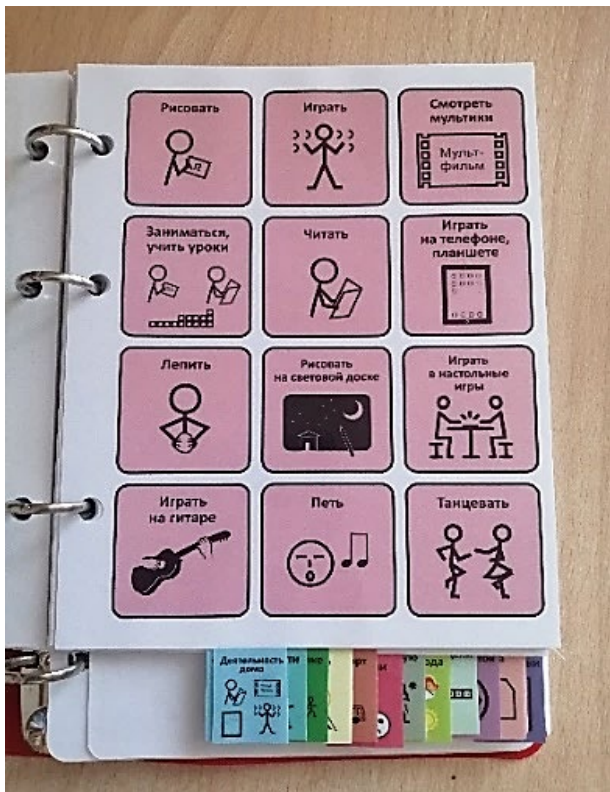 Рисовать
Играть
Смотреть
мультики
Мульт-
фильм
Заниматься,
учить уроки
Читать
Играть
на телефоне,
планшете
Лепить
Рисовать
на световой доске
Играть
в настольные
игры
Играть
на гитаре
Петь
Танцевать
Деятельность
дома